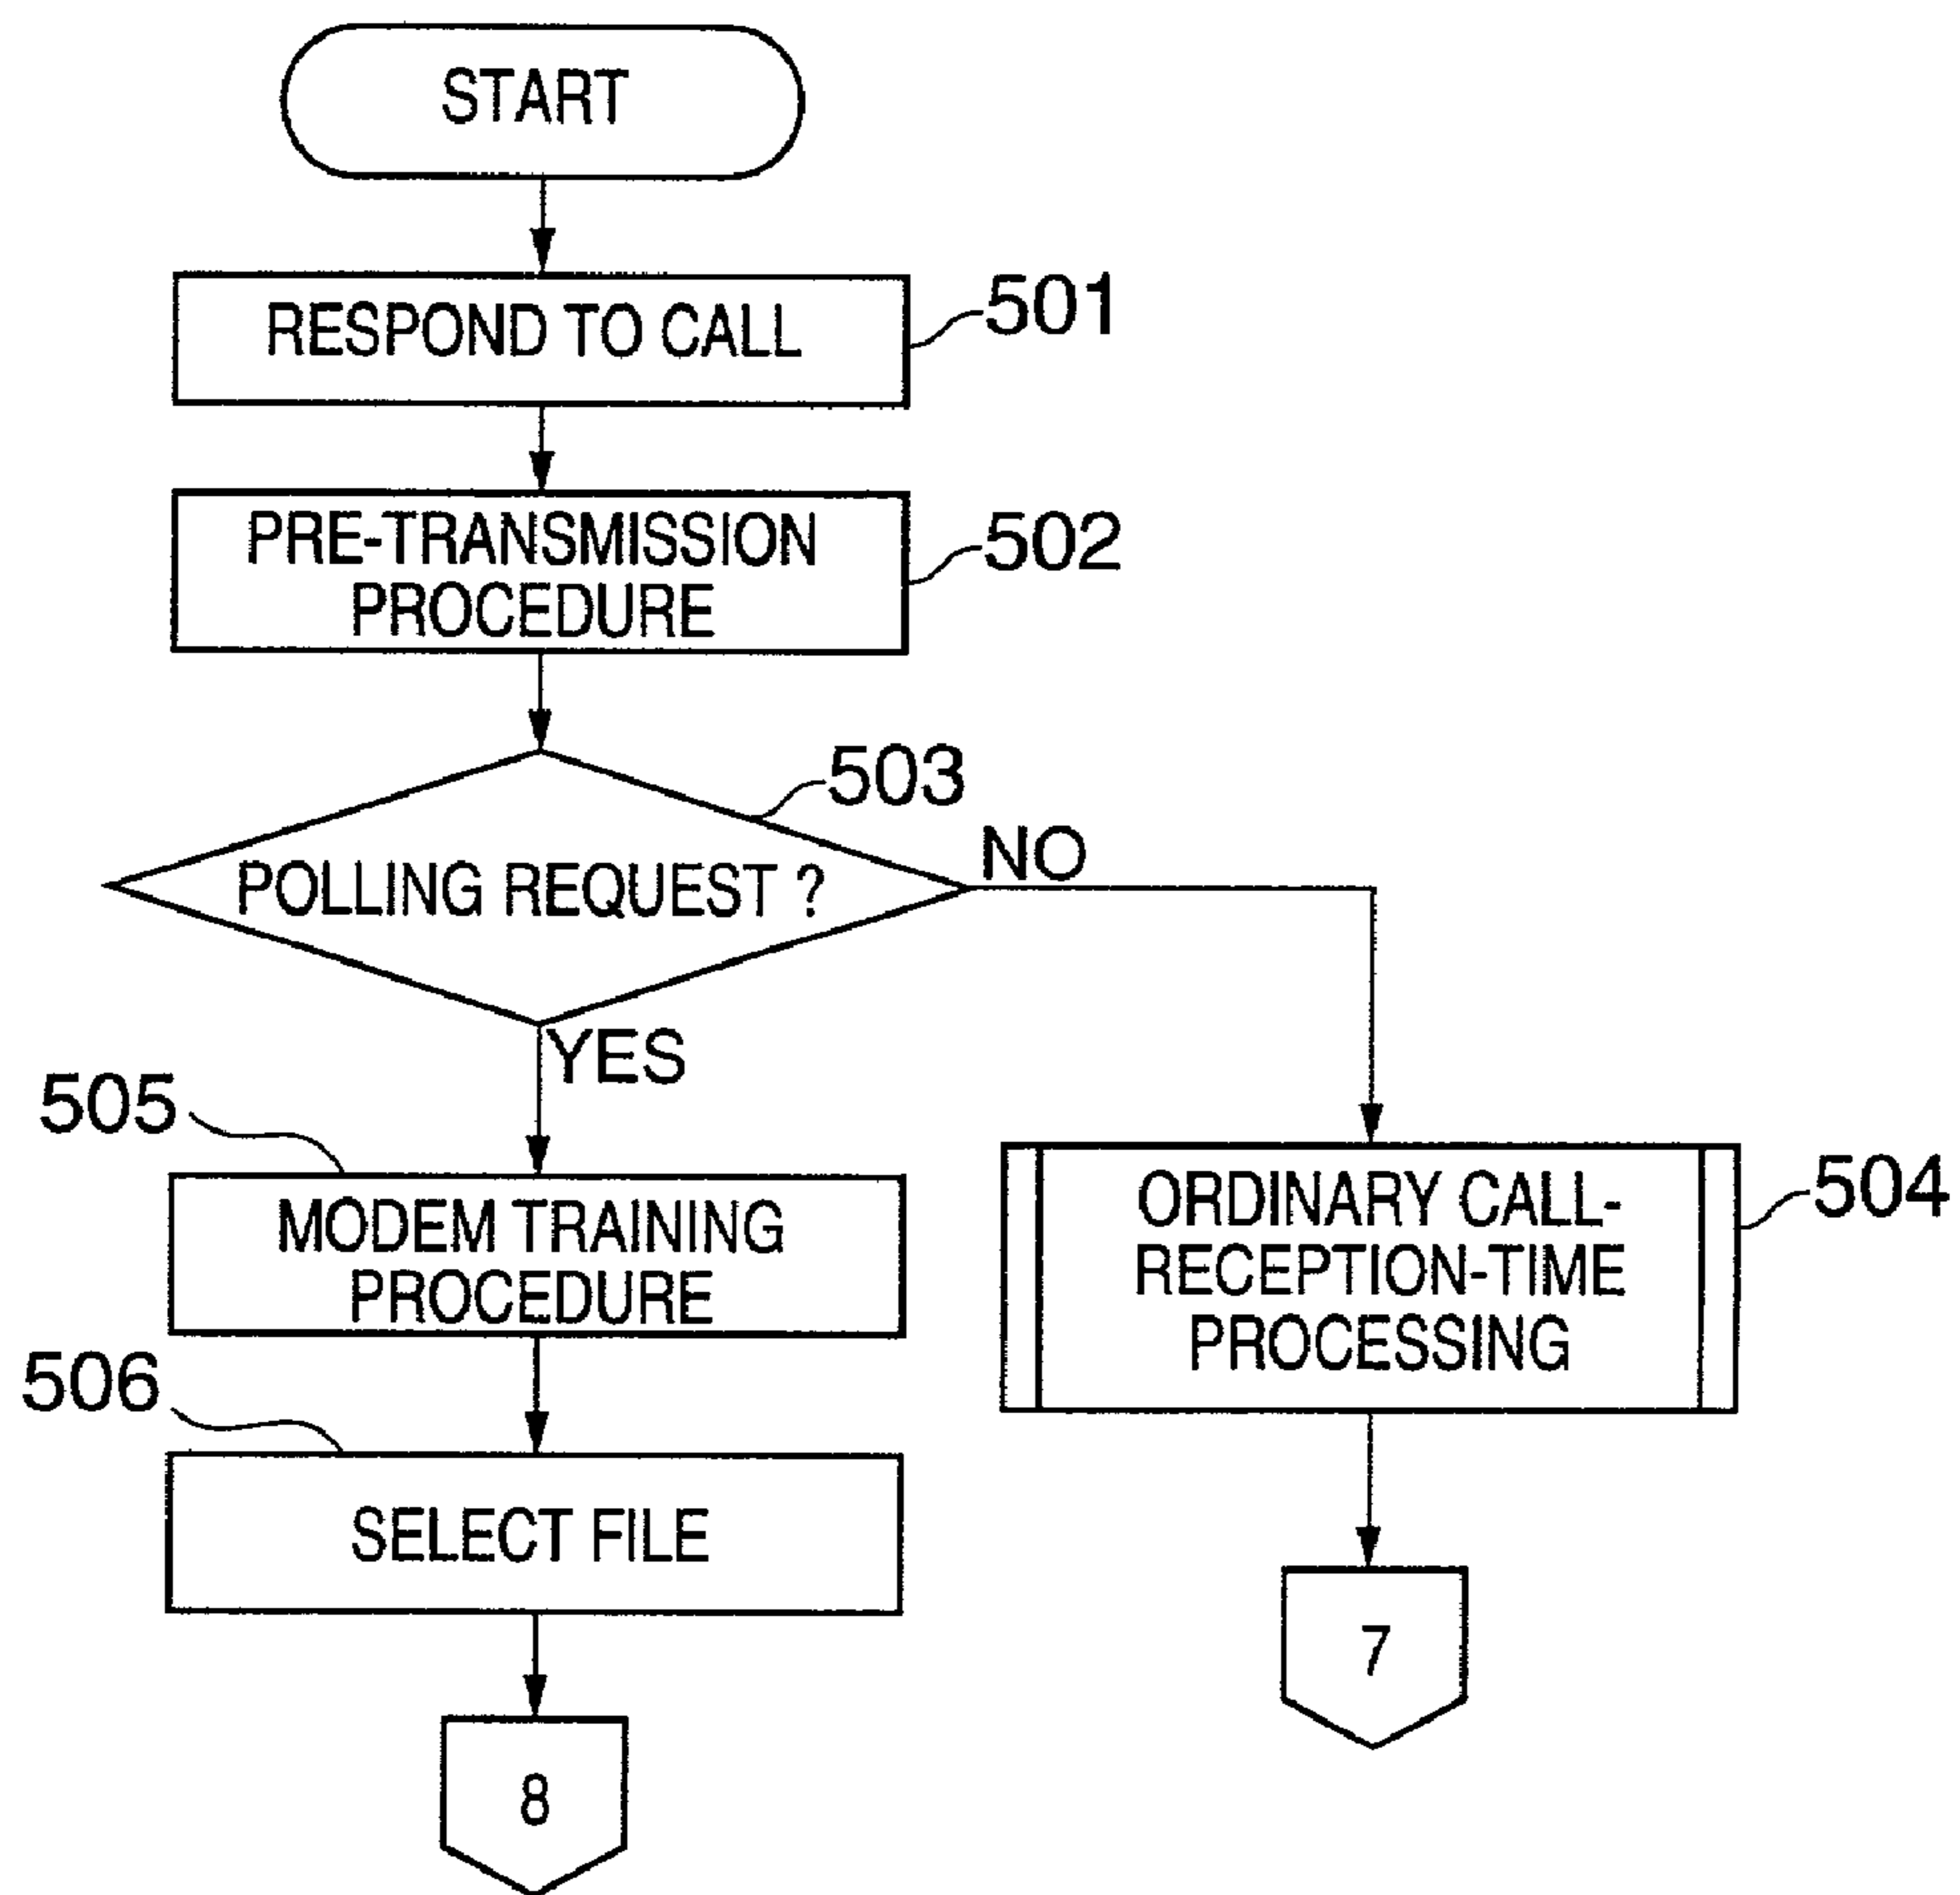 START
RESPOND TO CALL
501
PRE-TRANSMISSION
PROCEDURE
502
503
POLLING REQUEST ?
NO
YES
505
MODEM TRAINING
PROCEDURE
ORDINARY CALL-
RECEPTION-TIME
PROCESSING
504
506
SELECT FILE
7
8